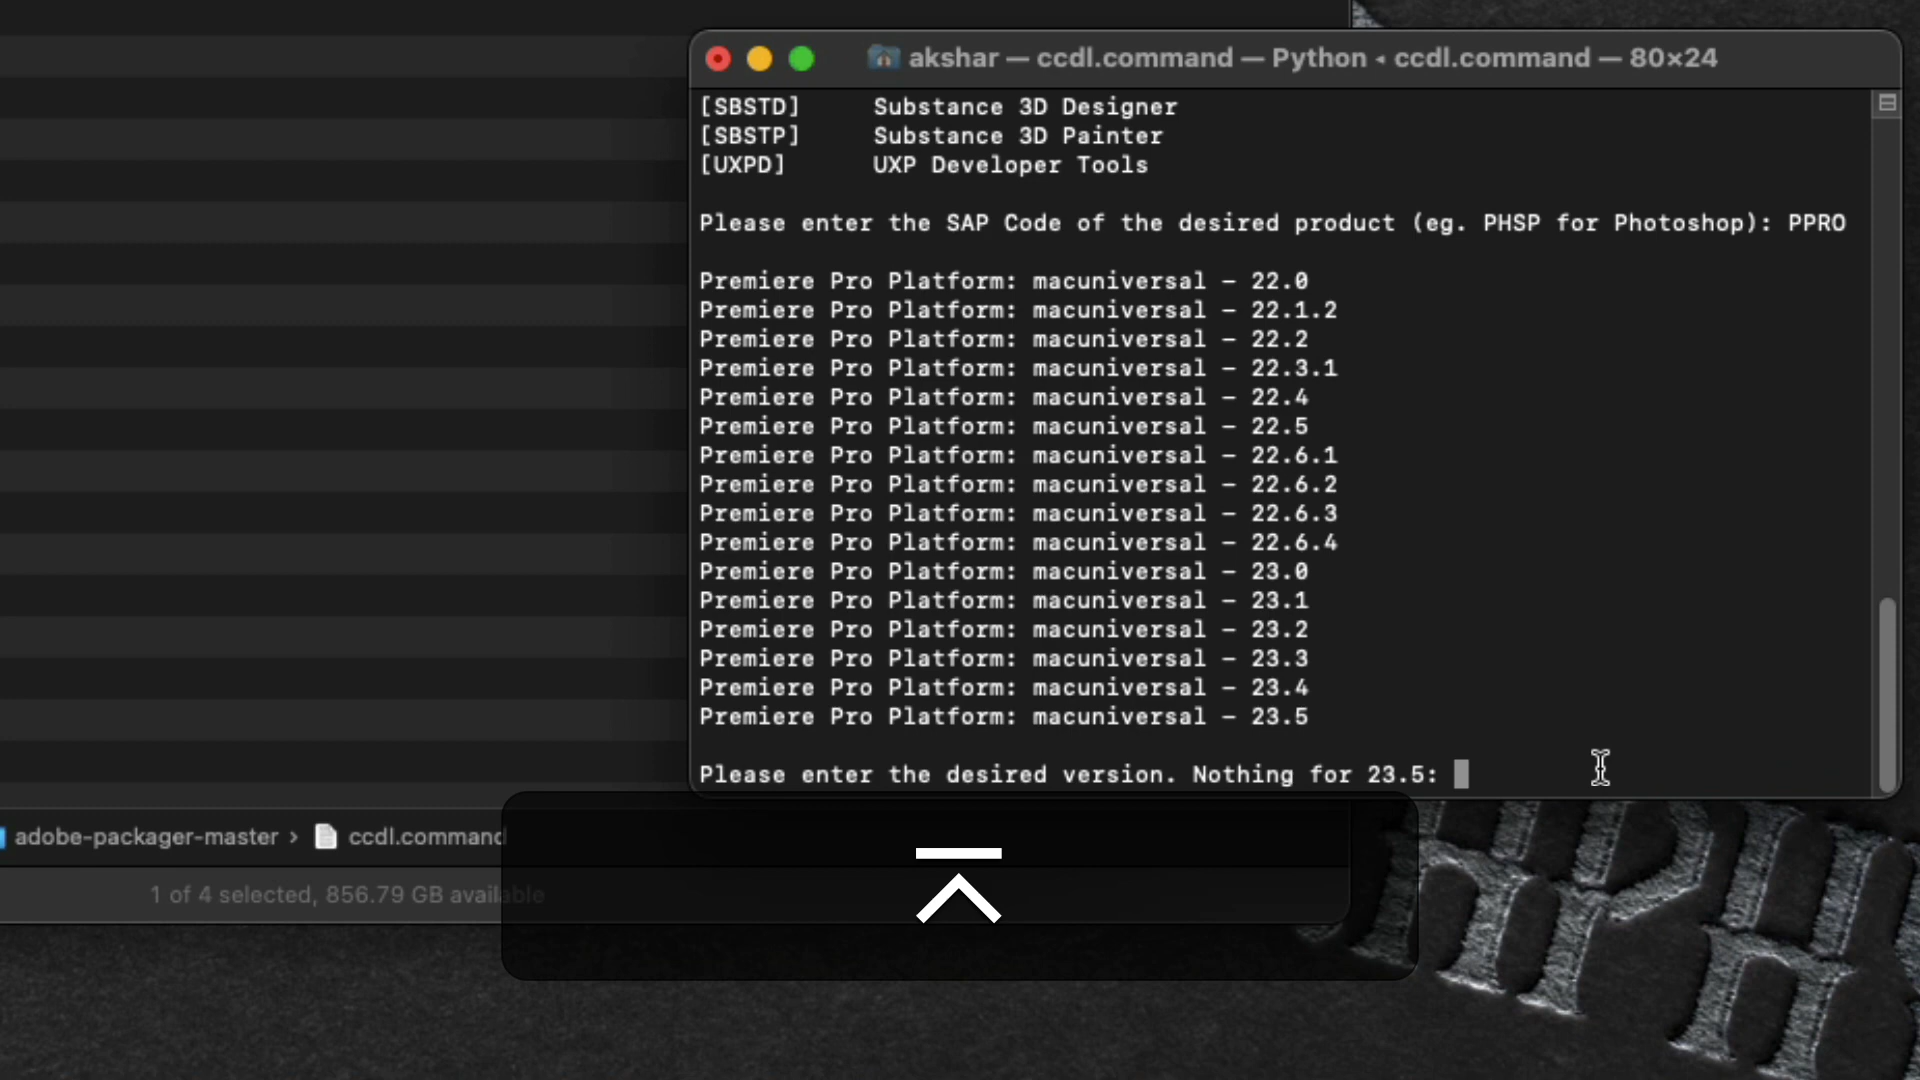 akshar — ccdl.command — Python ◂ ccdl.command — 80×24
[SBSTD] Substance 3D Designer
[SBSTP] Substance 3D Painter
[UXPD] UXP Developer Tools
Please enter the SAP Code of the desired product (eg. PHSP for Photoshop): PPRO
Premiere Pro Platform: macuniversal - 22.0
Premiere Pro Platform: macuniversal - 22.1.2
Premiere Pro Platform: macuniversal - 22.2
Premiere Pro Platform: macuniversal - 22.3.1
Premiere Pro Platform: macuniversal - 22.4
Premiere Pro Platform: macuniversal - 22.5
Premiere Pro Platform: macuniversal - 22.6.1
Premiere Pro Platform: macuniversal - 22.6.2
Premiere Pro Platform: macuniversal - 22.6.3
Premiere Pro Platform: macuniversal - 22.6.4
Premiere Pro Platform: macuniversal - 23.0
Premiere Pro Platform: macuniversal - 23.1
Premiere Pro Platform: macuniversal - 23.2
Premiere Pro Platform: macuniversal - 23.3
Premiere Pro Platform: macuniversal - 23.4
Premiere Pro Platform: macuniversal - 23.5
Please enter the desired version. Nothing for 23.5:
adobe-packager-master › ccdl.command
1 of 4 selected, 856.79 GB available